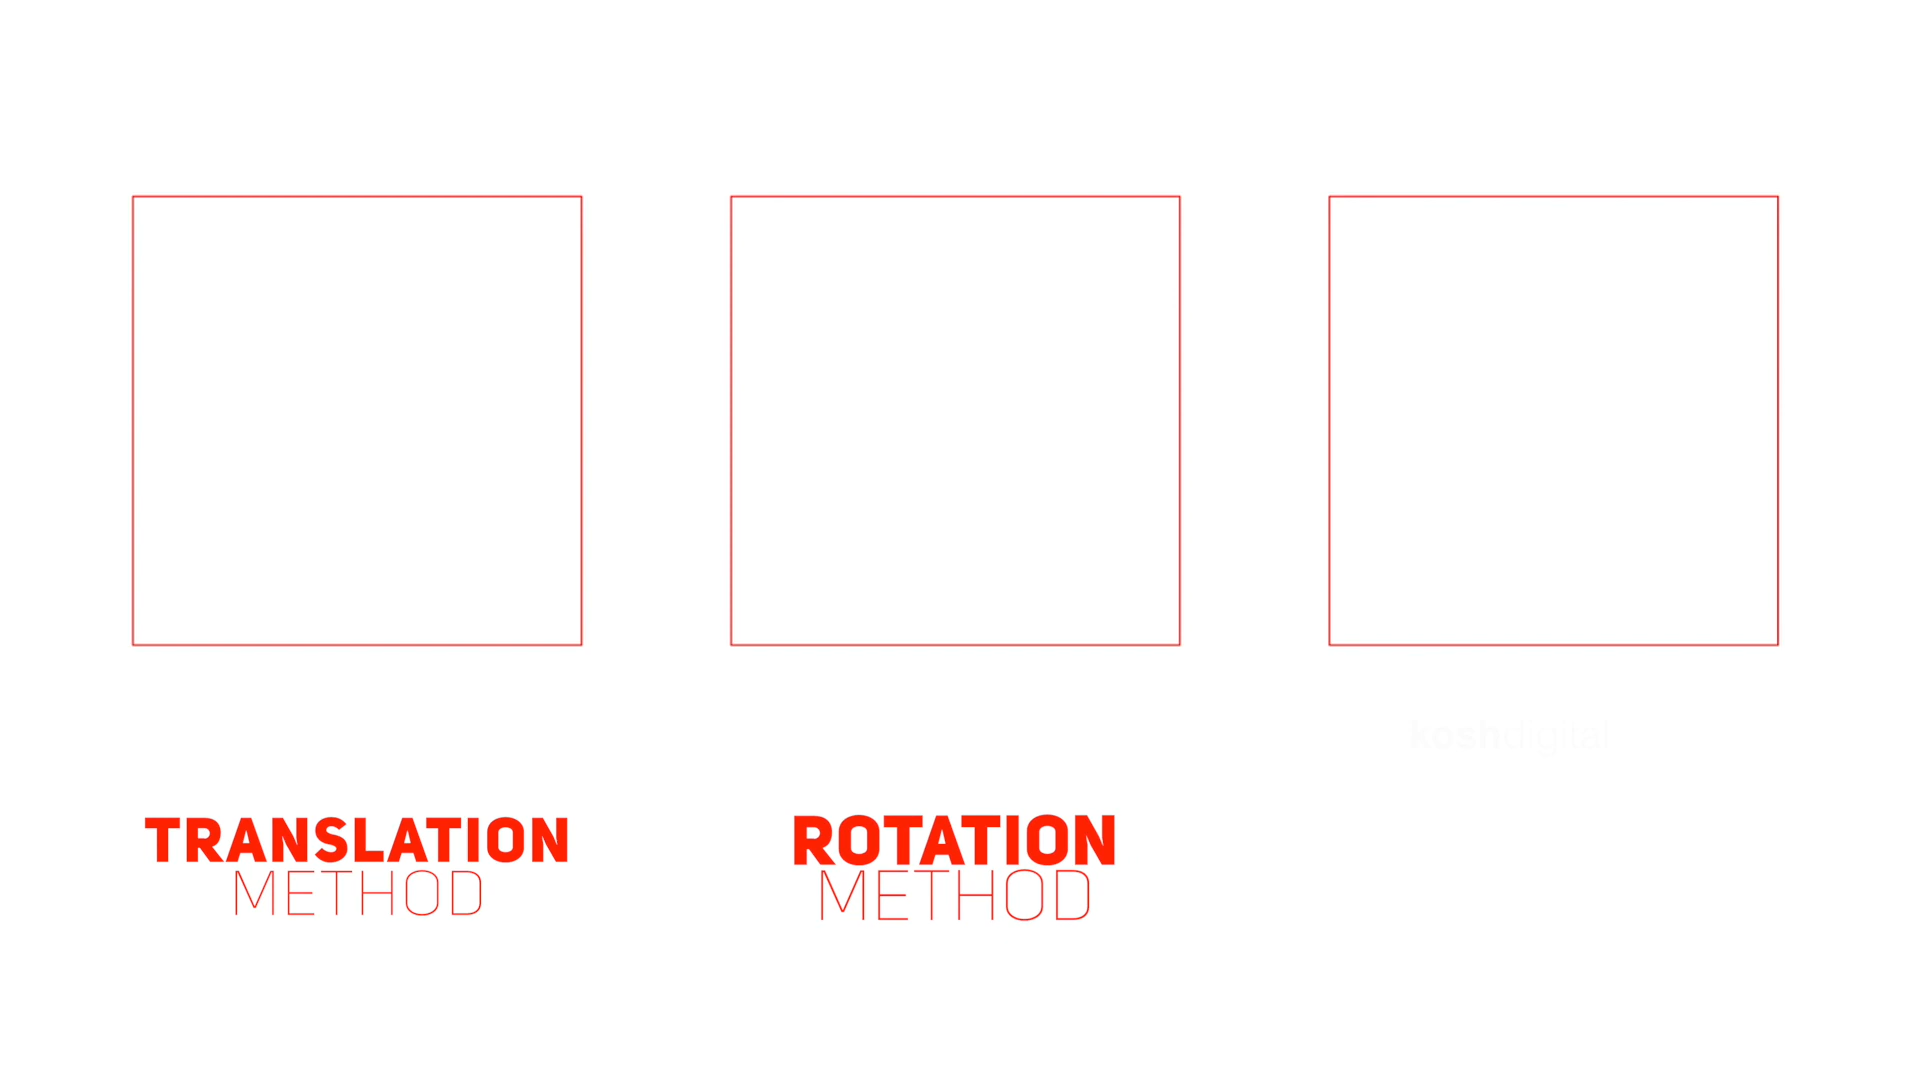 koshdigital
TRANSLATION
METHOD
ROTATION
METHOD